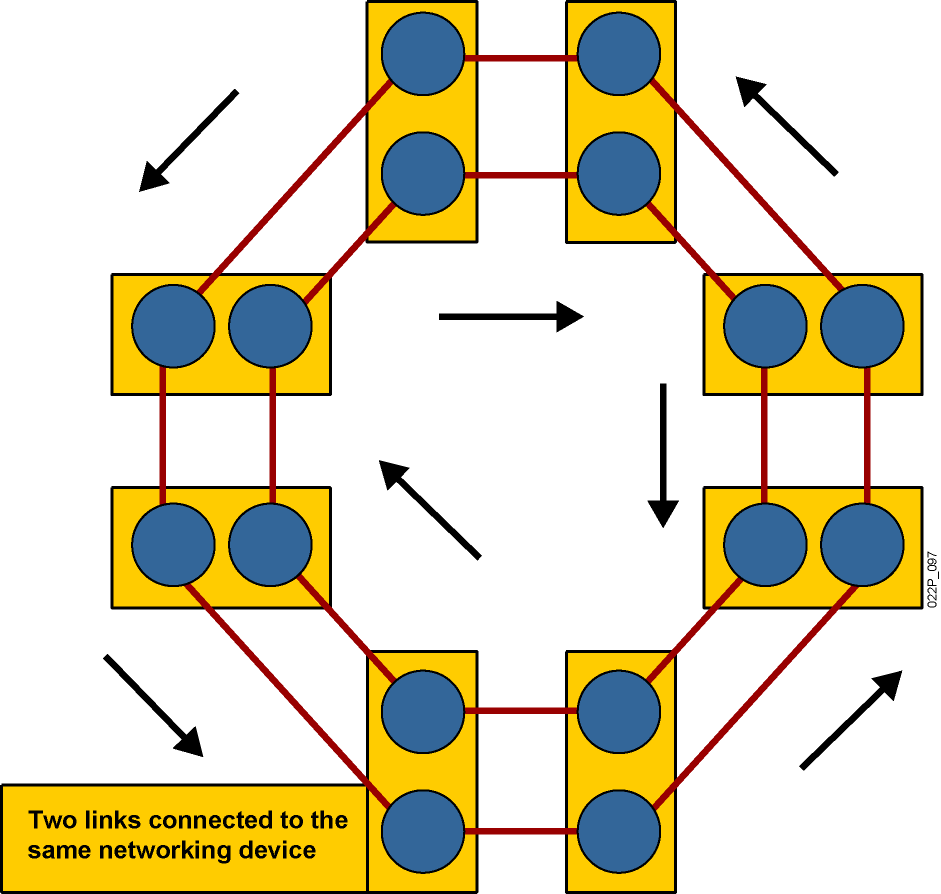 Two links connected to the
same networking device
022P_097